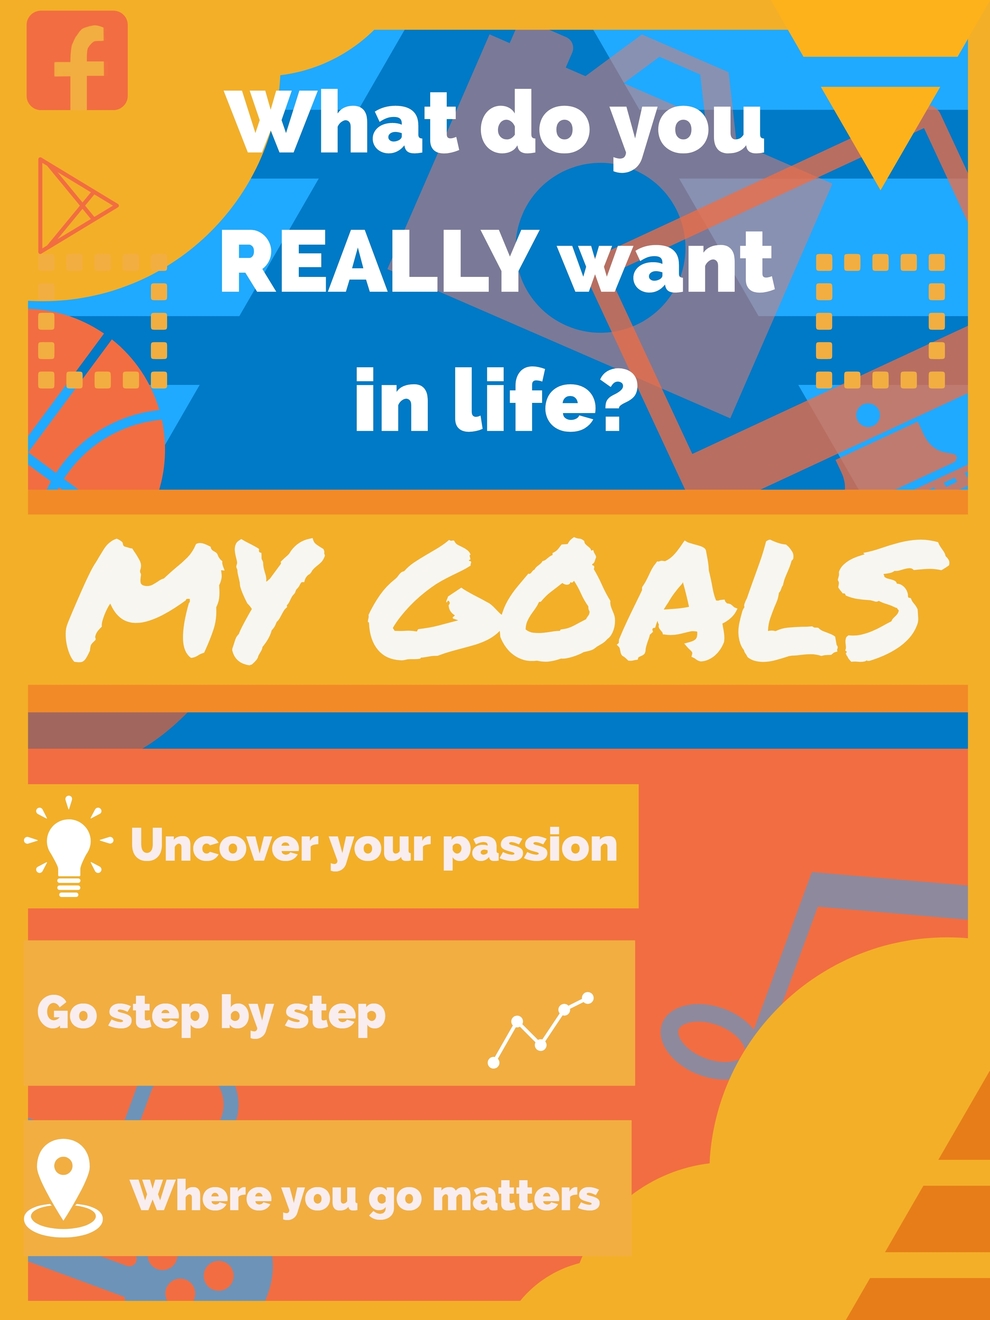 What do you
REALLY want
in life?
MY GOALS
Uncover your passion
Go step by step
Where you go matters